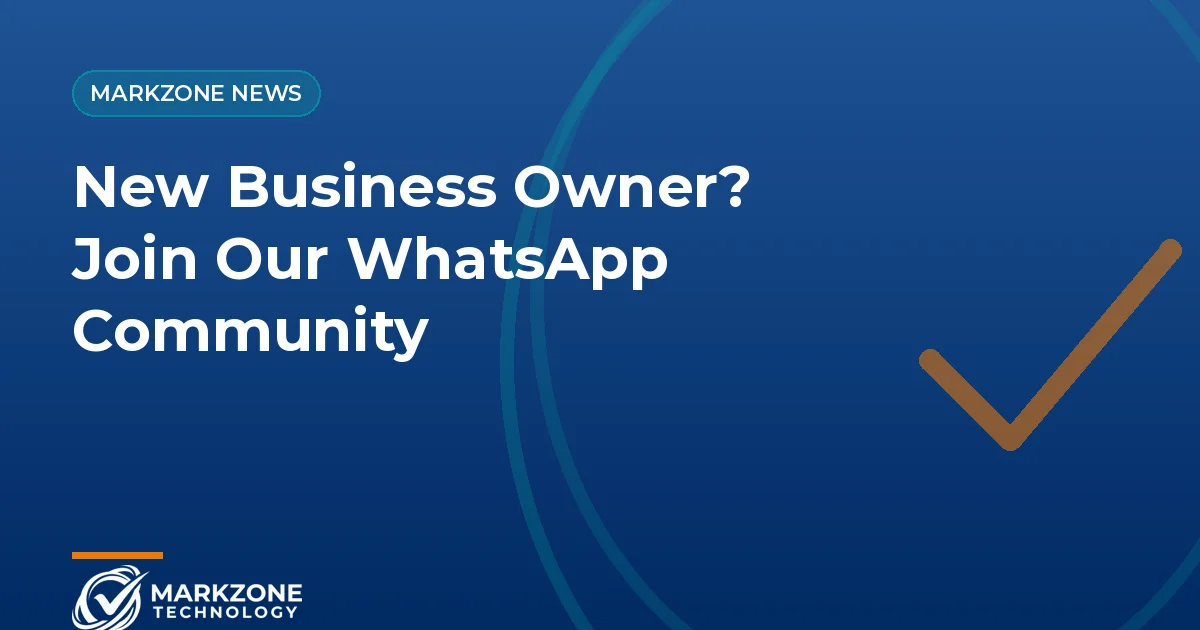 MARKZONE NEWS
New Business Owner?
Join Our WhatsApp
Community
MARKZONE
TECHNOLOGY